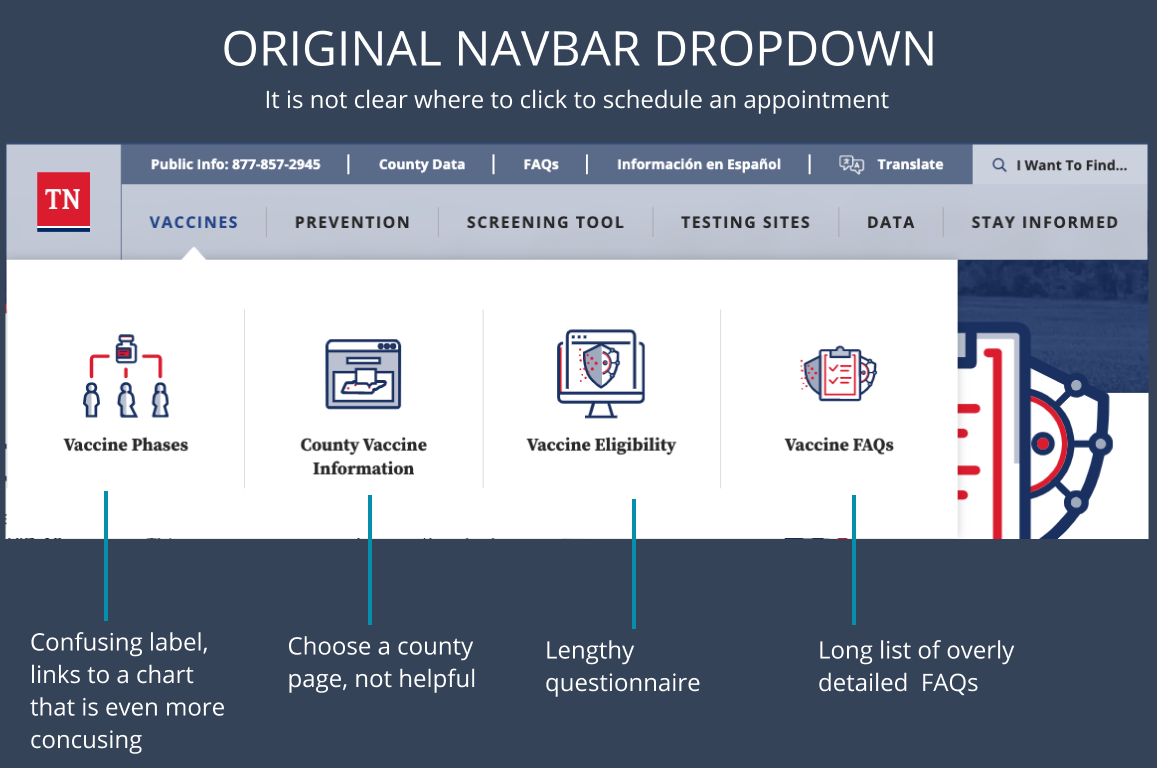 ORIGINAL NAVBAR DROPDOWN
It is not clear where to click to schedule an appointment
TN
Public Info: 877-857-2945 | County Data | FAQs | Información en Español | Translate
I Want To Find...
VACCINES
PREVENTION
SCREENING TOOL
TESTING SITES
DATA
STAY INFORMED
Vaccine Phases
County Vaccine
Information
Vaccine Eligibility
Vaccine FAQs
Confusing label,
links to a chart
that is even more
concusing
Choose a county
page, not helpful
Lengthy
questionnaire
Long list of overly
detailed FAQs